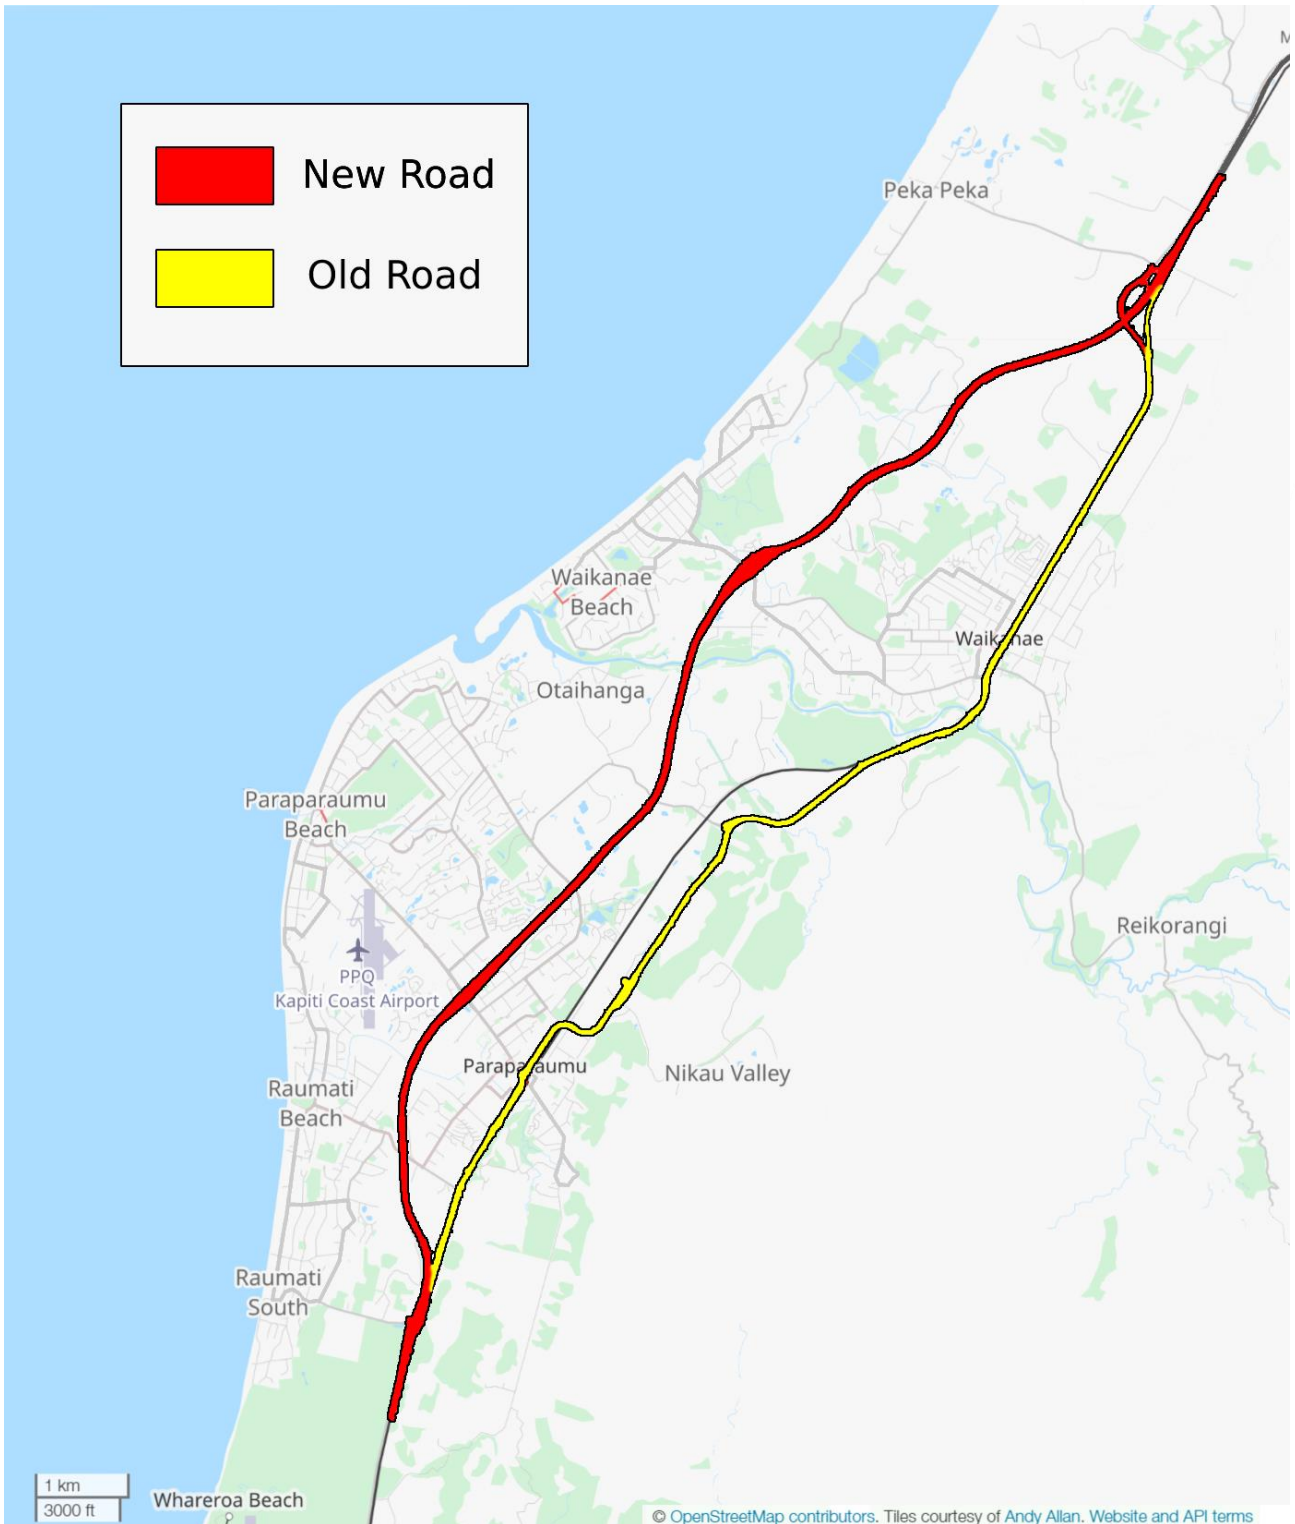 New Road
Old Road
Peka Peka
Waikanae
Beach
Waikanae
Otaihanga
Paraparaumu
Beach
Reikorangi
PPQ
Kapiti Coast Airport
Paraparaumu
Nikau Valley
Raumati
Beach
Raumati
South
1 km
3000 ft
Whareroa Beach
© OpenStreetMap contributors. Tiles courtesy of Andy Allan. Website and API terms